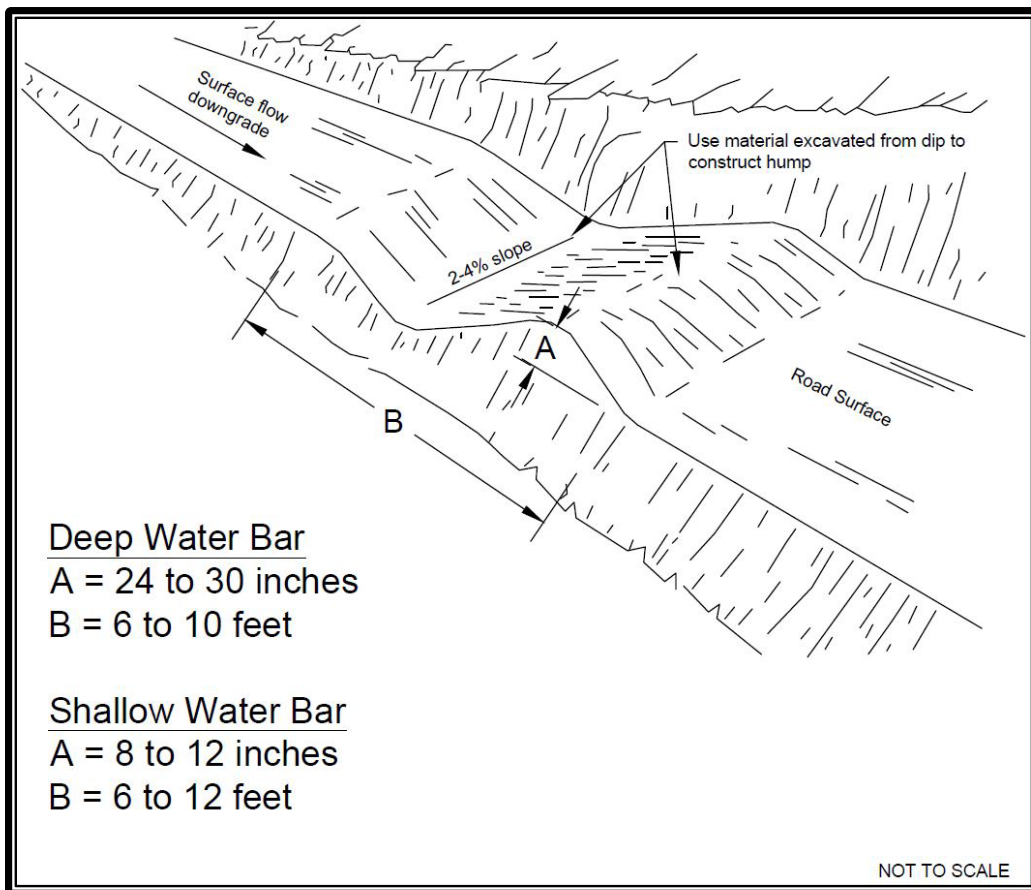 Surface flow
downgrade
Use material excavated from dip to
construct hump
2-4% slope
A
B
Road Surface
Deep Water Bar
A = 24 to 30 inches
B = 6 to 10 feet
Shallow Water Bar
A = 8 to 12 inches
B = 6 to 12 feet
NOT TO SCALE